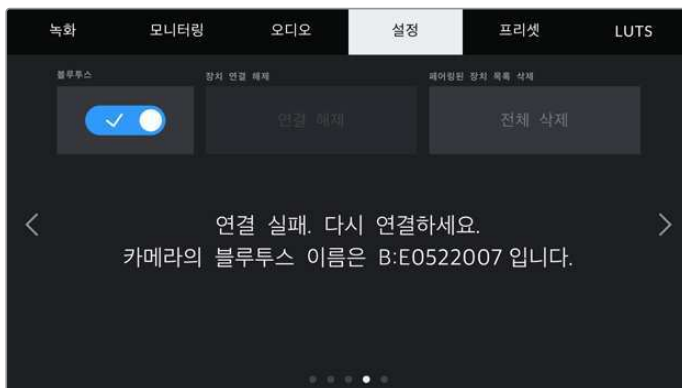 녹화 모니터링 오디오 설정 프리셋 LUTS
블루투스 장치 연결 해제 페어링된 장치 목록 삭제
연결 해제 전체 삭제
연결 실패. 다시 연결하세요.
카메라의 블루투스 이름은 B:E0522007 입니다.